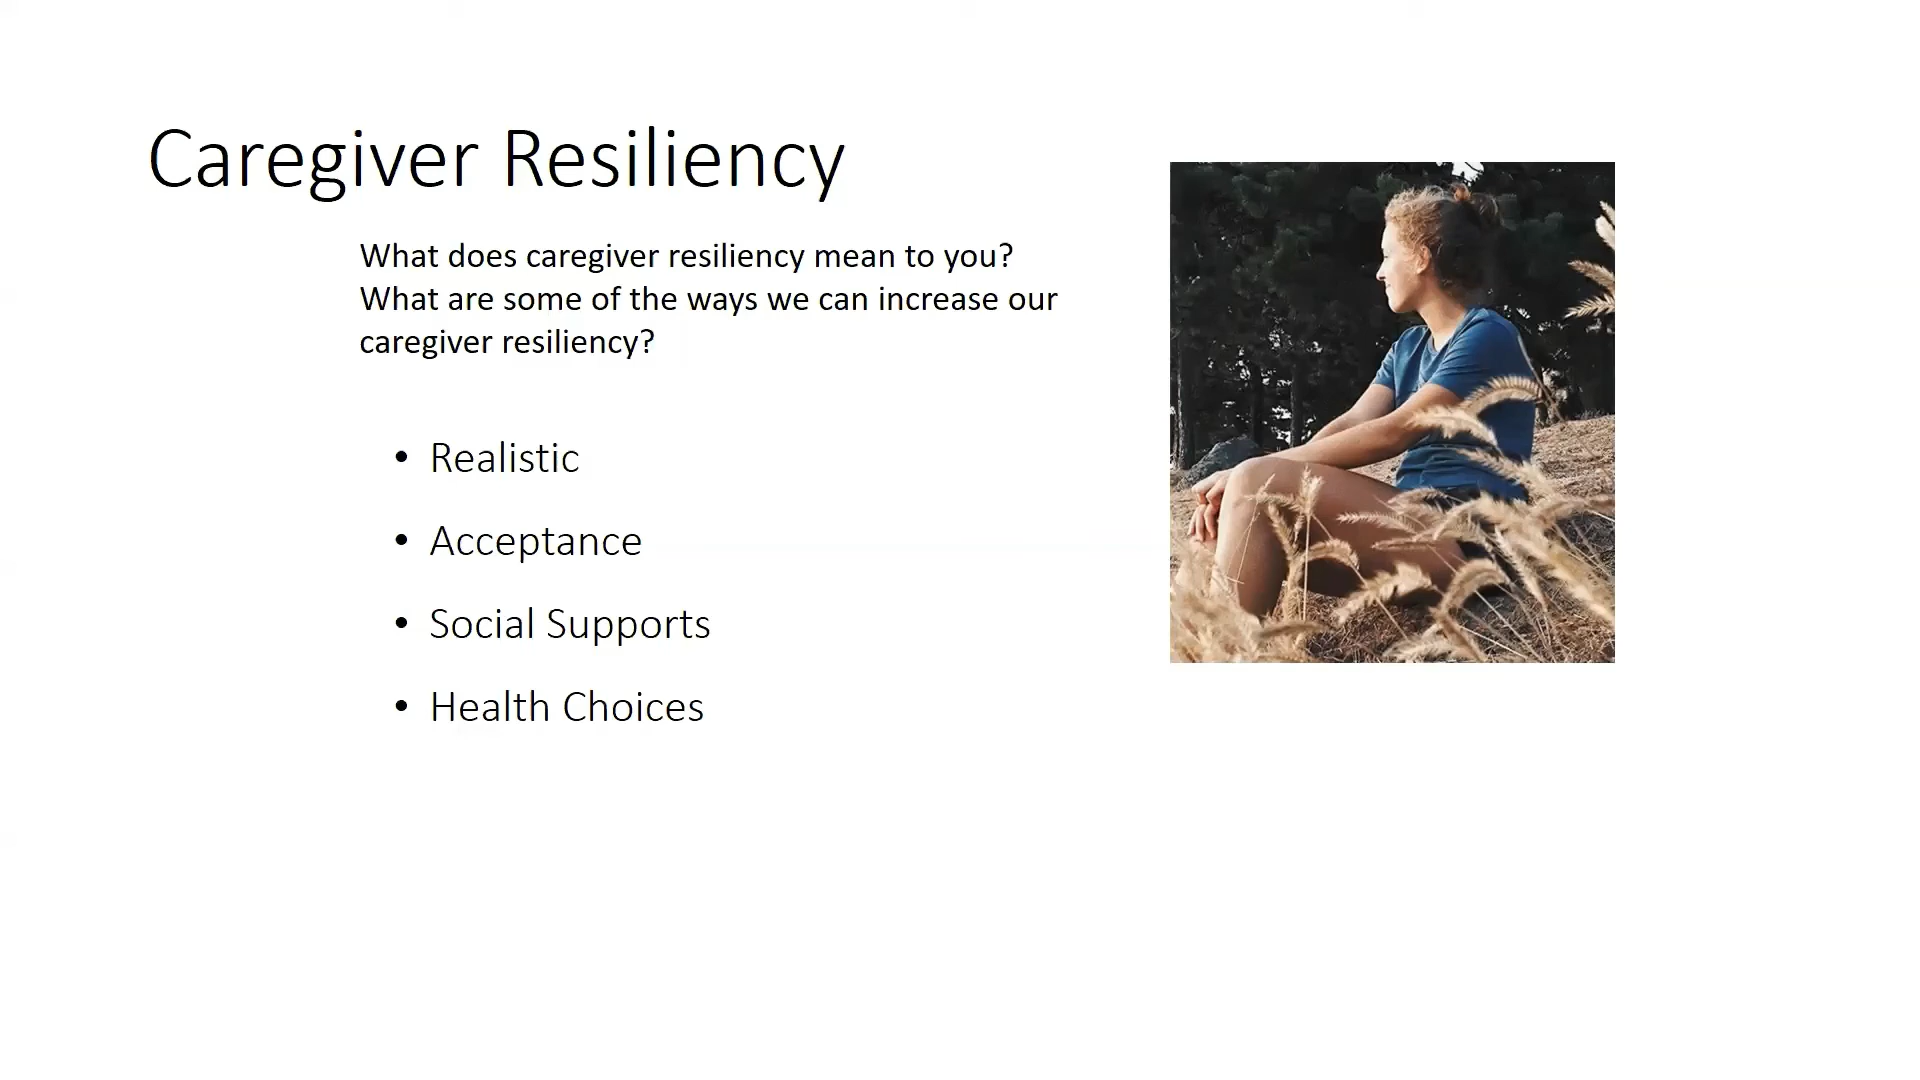 Caregiver Resiliency
What does caregiver resiliency mean to you?
What are some of the ways we can increase our
caregiver resiliency?
• Realistic
• Acceptance
• Social Supports
• Health Choices